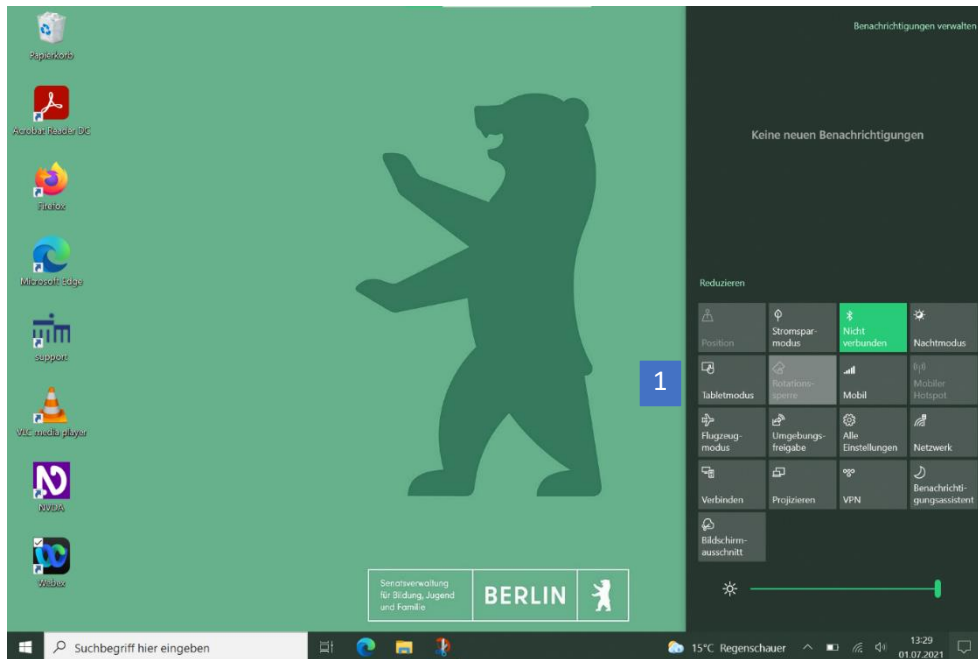 Papierkorb
Acrobat Reader DC
Firefox
Microsoft Edge
support
VLC media player
NVDA
Webex
Senatsverwaltung
für Bildung, Jugend
und Familie
BERLIN
1
Benachrichtigungen verwalten
Keine neuen Benachrichtigungen
Reduzieren
Position
Stromspar-
modus
Nicht
verbunden
Nachtmodus
Tabletmodus
Rotations-
sperre
Mobil
Mobiler
Hotspot
Flugzeug-
modus
Umgebungs-
freigabe
Alle
Einstellungen
Netzwerk
Verbinden
Projizieren
VPN
Benachrichti-
gungsassistent
Bildschirm-
ausschnitt
Suchbegriff hier eingeben
15°C Regenschauer
13:29
01.07.2021